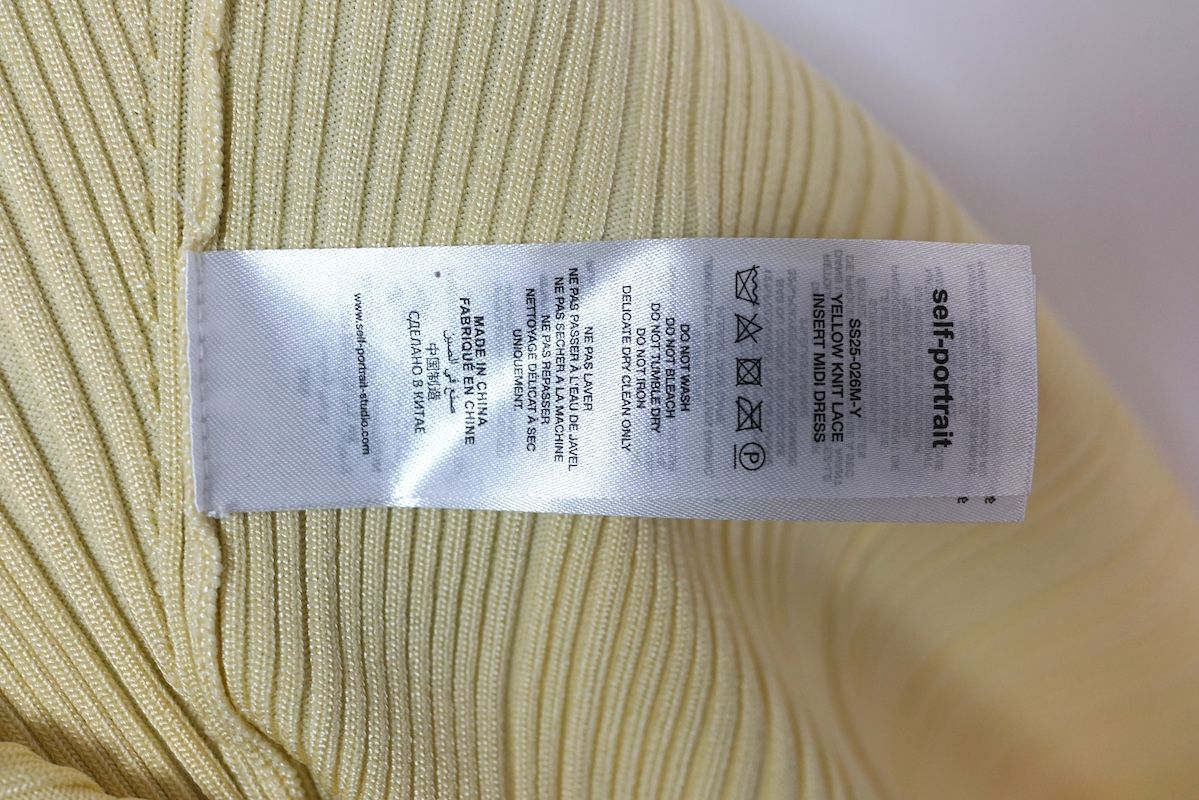 self-portrait
SS25-026M-Y
YELLOW KNIT LACE
INSERT MIDI DRESS
P
DO NOT WASH
DO NOT BLEACH
DO NOT TUMBLE DRY
DO NOT IRON
DELICATE DRY CLEAN ONLY
NE PAS LAVER
NE PAS PASSER À L'EAU DE JAVEL
NE PAS SECHER A LA MACHINE
NE PAS REPASSER
NETTOYAGE DÉLICAT À SEC
UNIQUEMENT.
MADE IN CHINA
FABRIQUÉ EN CHINE
صنع في الصين
中国制造
СДЕЛАНО В КИТАЕ
www.self-portrait-studio.com